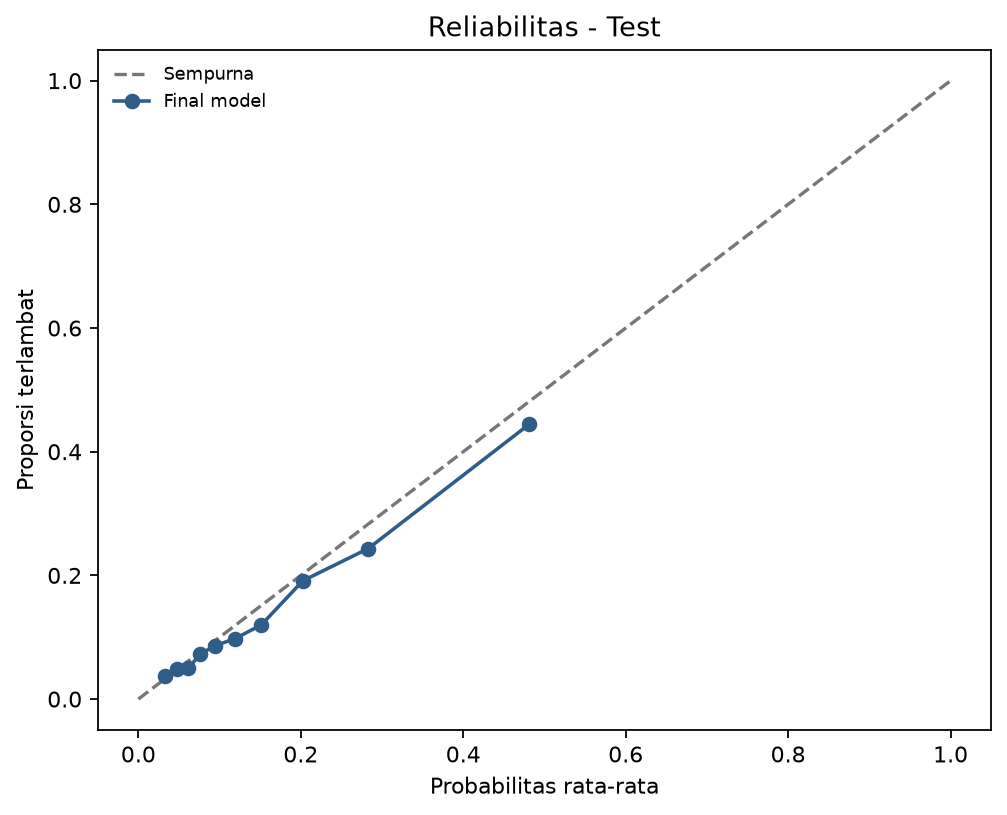 Reliabilitas - Test
Sempurna
Final model
1.0
0.8
0.6
0.4
0.2
0.0
Proporsi terlambat
0.0 0.2 0.4 0.6 0.8 1.0
Probabilitas rata-rata